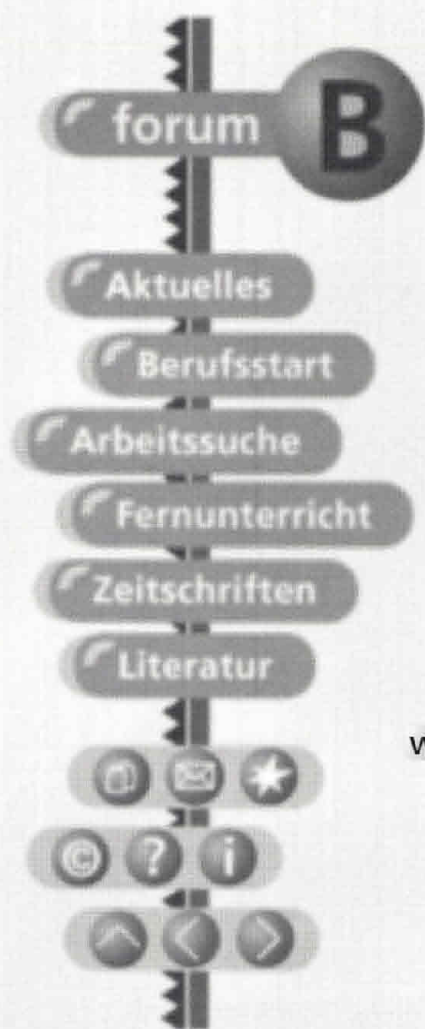 forum B
Aktuelles
Berufsstart
Arbeitssuche
Fernunterricht
Zeitschriften
Literatur
w
© ? i